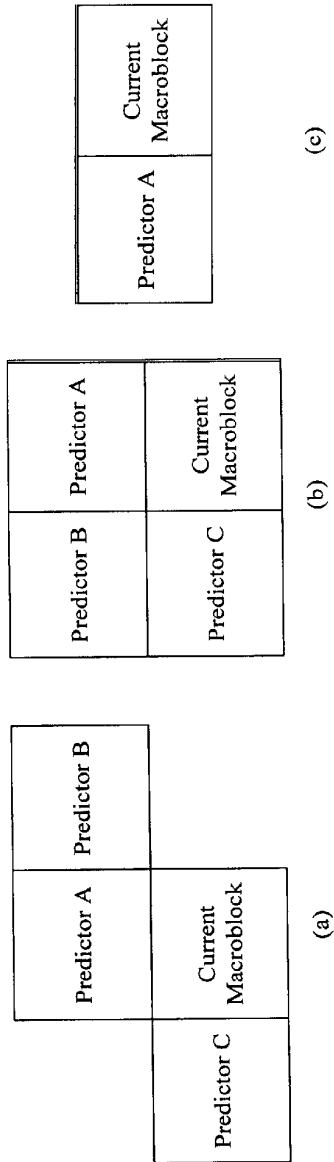 Predictor A
Predictor B
Predictor C
Current
Macroblock
(a)
Predictor B
Predictor A
Predictor C
Current
Macroblock
(b)
Predictor A
Current
Macroblock
(c)